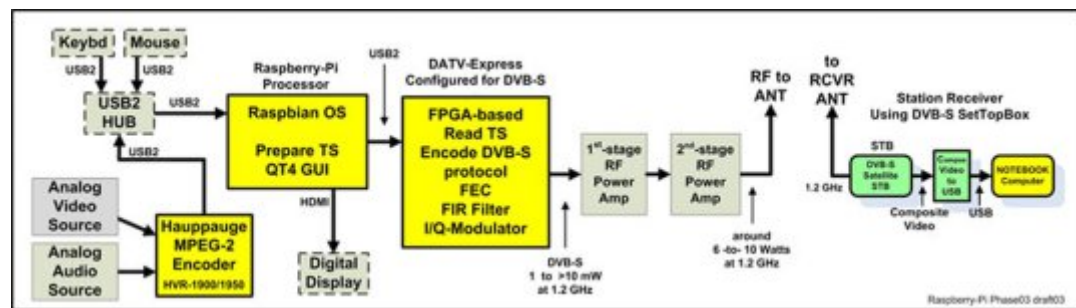 Keybd
Mouse
USB2
USB2
USB2
HUB
USB2
USB2
Analog
Video
Source
Analog
Audio
Source
Hauppauge
MPEG-2
Encoder
HVR-1900/1950
Raspberry-Pi
Processor
Raspbian OS
Prepare TS
QT4 GUI
HDMI
Digital
Display
USB2
DATV-Express
Configured for DVB-S
FPGA-based
Read TS
Encode DVB-S
protocol
FEC
FIR Filter
I/Q-Modulator
DVB-S
1 to >10 mW
at 1.2 GHz
1st-stage
RF
Power
Amp
2nd-stage
RF
Power
Amp
around
6 -to- 10 Watts
at 1.2 GHz
RF to
ANT
to
RCVR
ANT
1.2 GHz
Station Receiver
Using DVB-S SetTopBox
STB
DVB-S
Satellite
STB
Composite
Video
Video
to
USB
USB
NOTEBOOK
Computer
Raspberry-Pi Phase03 draft03